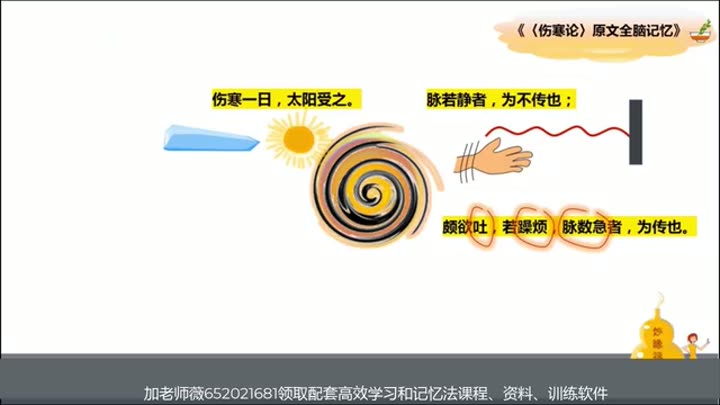 《〈伤寒论〉原文全脑记忆》
伤寒一日，太阳受之。
脉若静者，为不传也；
颇欲吐，若躁烦，脉数急者，为传也。
加老师薇652021681领取配套高效学习和记忆法课程、资料、训练软件